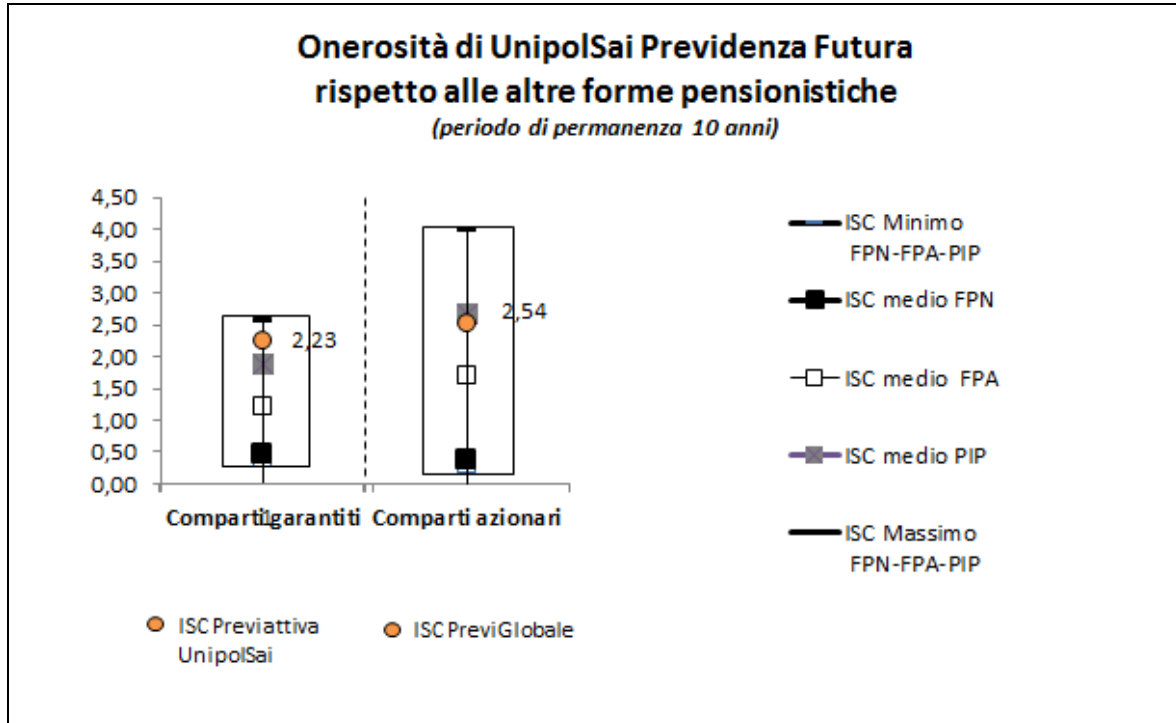 Onerosità di UnipolSai Previdenza Futura
rispetto alle altre forme pensionistiche
(periodo di permanenza 10 anni)
4,50
4,00
3,50
3,00
2,50
2,00
1,50
1,00
0,50
0,00
2,23
2,54
Comparti garantiti
Comparti azionari
ISC Minimo
FPN-FPA-PIP
ISC medio FPN
ISC medio FPA
ISC medio PIP
ISC Massimo
FPN-FPA-PIP
ISC Previattiva
UnipolSai
ISC PreviGlobale